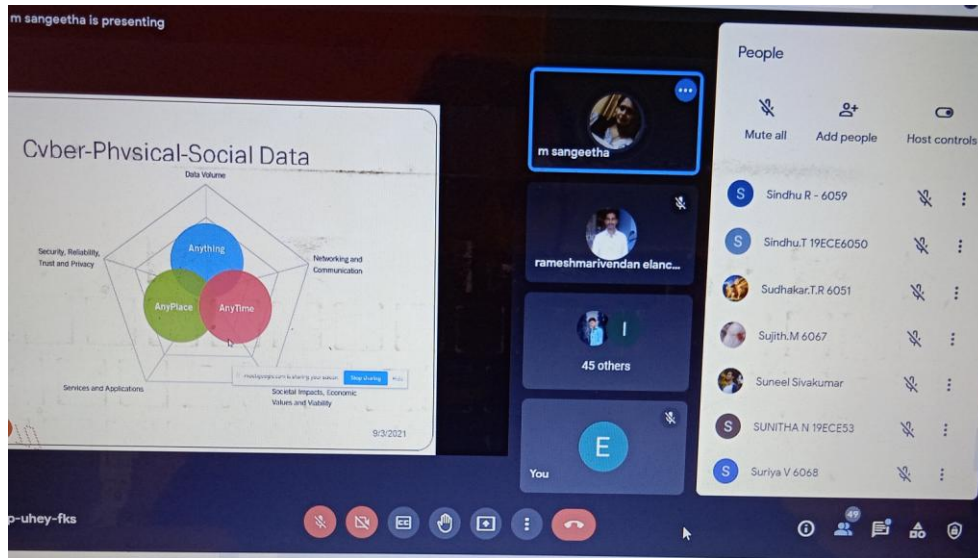 m sangeetha is presenting
Cyber-Physical-Social Data
Data Volume
Security, Reliability,
Trust and Privacy
Networking and
Communication
Anything
AnyPlace
AnyTime
Services and Applications
Stop sharing
Hide
Societal Impacts, Economic
Values and Viability
9/3/2021
m sangeetha
rameshmarivendan elanc...
I
45 others
E
You
People
Mute all
Add people
Host controls
S
Sindhu R - 6059
S
Sindhu.T 19ECE6050
Sudhakar.T.R 6051
Sujith.M 6067
Suneel Sivakumar
S
SUNITHA N 19ECE53
S
Suriya V 6068
p-uhey-fks
CC
49